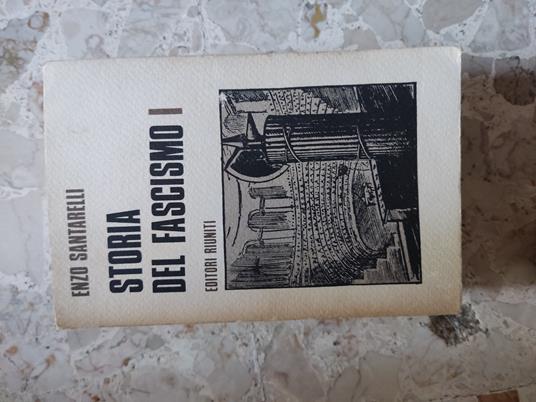 ENZO SANTARELLI
STORIA
DEL FASCISMO I
EDITORI RIUNITI